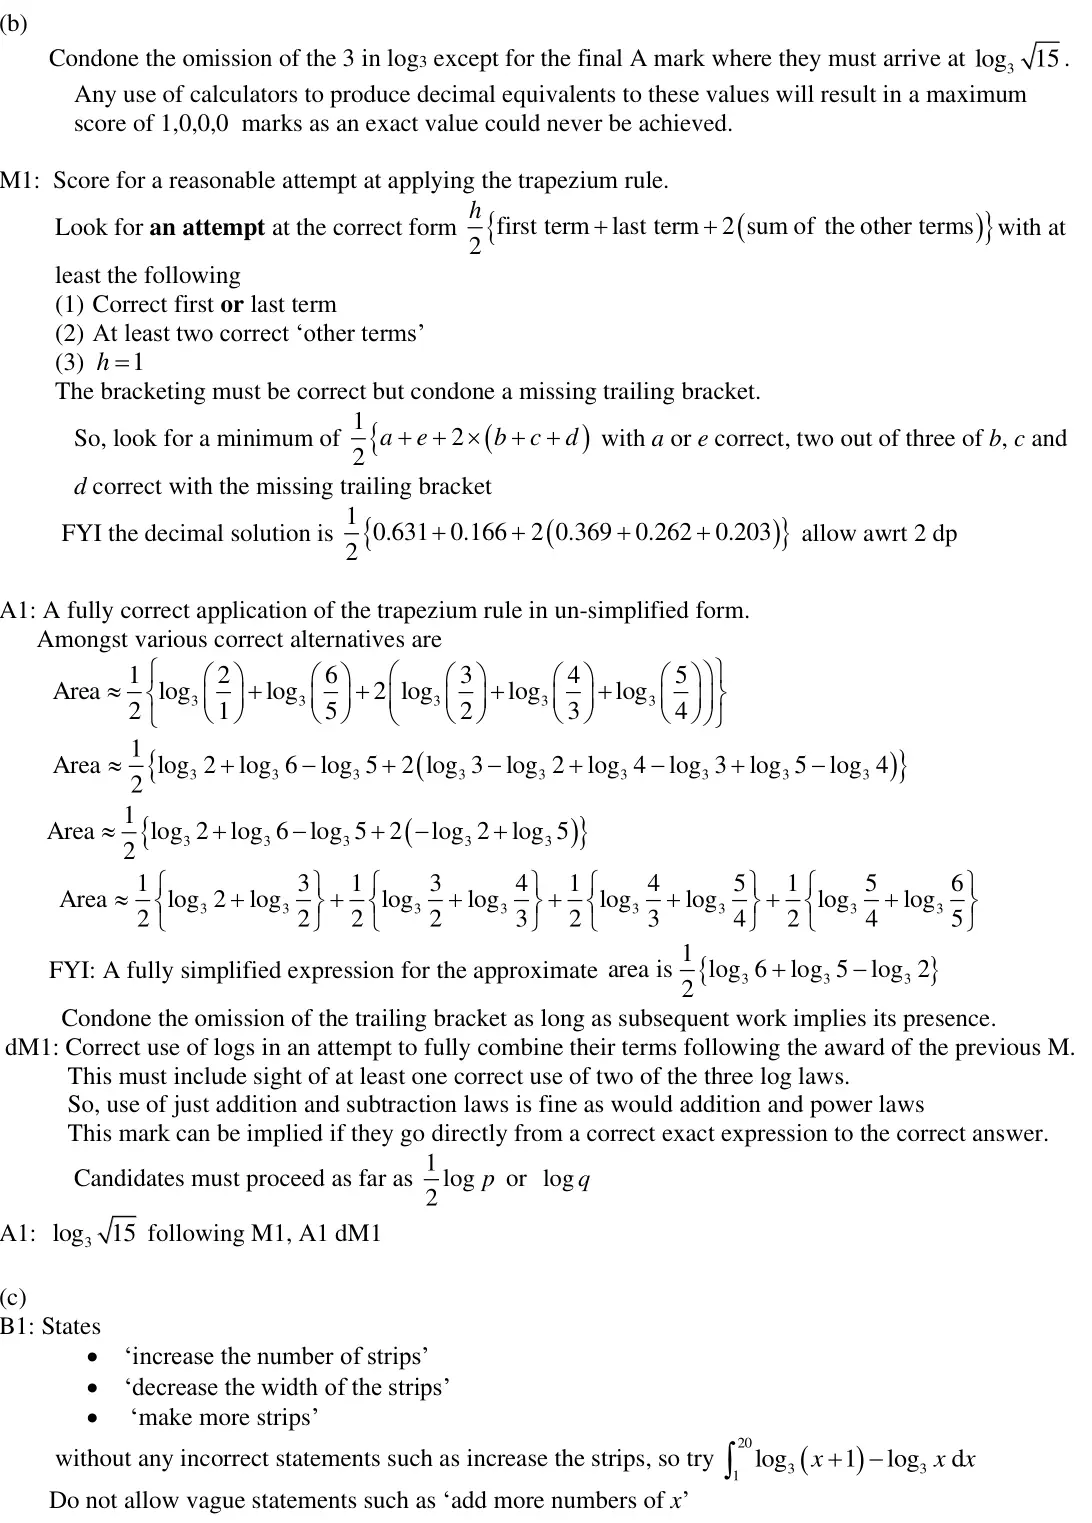 (b)
Condone the omission of the 3 in log₃ except for the final A mark where they must arrive at log₃ √15 .
Any use of calculators to produce decimal equivalents to these values will result in a maximum
score of 1,0,0,0 marks as an exact value could never be achieved.
M1: Score for a reasonable attempt at applying the trapezium rule.
Look for an attempt at the correct form h/2 {first term + last term + 2(sum of the other terms)} with at
least the following
(1) Correct first or last term
(2) At least two correct ‘other terms’
(3) h = 1
The bracketing must be correct but condone a missing trailing bracket.
So, look for a minimum of 1/2 {a + e + 2×(b + c + d) with a or e correct, two out of three of b, c and
d correct with the missing trailing bracket
FYI the decimal solution is 1/2 {0.631 + 0.166 + 2(0.369 + 0.262 + 0.203)} allow awrt 2 dp
A1: A fully correct application of the trapezium rule in un-simplified form.
Amongst various correct alternatives are
Area ≈ 1/2 {log₃(2/1) + log₃(6/5) + 2(log₃(3/2) + log₃(4/3) + log₃(5/4))}
Area ≈ 1/2 {log₃ 2 + log₃ 6 − log₃ 5 + 2(log₃ 3 − log₃ 2 + log₃ 4 − log₃ 3 + log₃ 5 − log₃ 4)}
Area ≈ 1/2 {log₃ 2 + log₃ 6 − log₃ 5 + 2(−log₃ 2 + log₃ 5)}
Area ≈ 1/2 {log₃ 2 + log₃ 3/2} + 1/2 {log₃ 3/2 + log₃ 4/3} + 1/2 {log₃ 4/3 + log₃ 5/4} + 1/2 {log₃ 5/4 + log₃ 6/5}
FYI: A fully simplified expression for the approximate area is 1/2 {log₃ 6 + log₃ 5 − log₃ 2}
Condone the omission of the trailing bracket as long as subsequent work implies its presence.
dM1: Correct use of logs in an attempt to fully combine their terms following the award of the previous M.
This must include sight of at least one correct use of two of the three log laws.
So, use of just addition and subtraction laws is fine as would addition and power laws
This mark can be implied if they go directly from a correct exact expression to the correct answer.
Candidates must proceed as far as 1/2 log p or log q
A1: log₃ √15 following M1, A1 dM1
(c)
B1: States
• ‘increase the number of strips’
• ‘decrease the width of the strips’
• ‘make more strips’
without any incorrect statements such as increase the strips, so try ∫₁²⁰ log₃(x+1) − log₃ x dx
Do not allow vague statements such as ‘add more numbers of x’